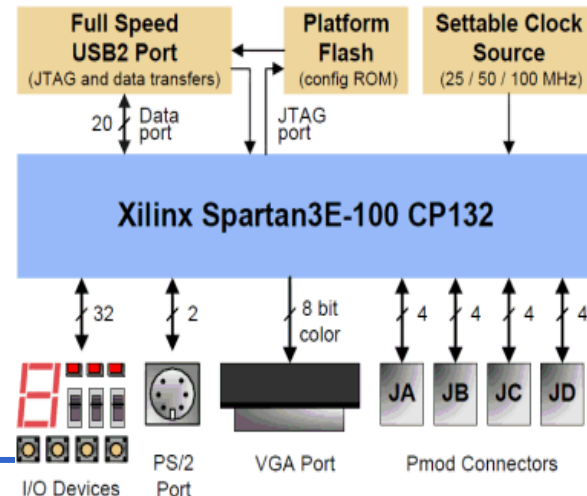 Full Speed
USB2 Port
(JTAG and data transfers)
Platform
Flash
(config ROM)
Settable Clock
Source
(25 / 50 / 100 MHz)
20
Data
port
JTAG
port
Xilinx Spartan3E-100 CP132
32
2
8 bit
color
4
4
4
4
JA
JB
JC
JD
I/O Devices
PS/2
Port
VGA Port
Pmod Connectors